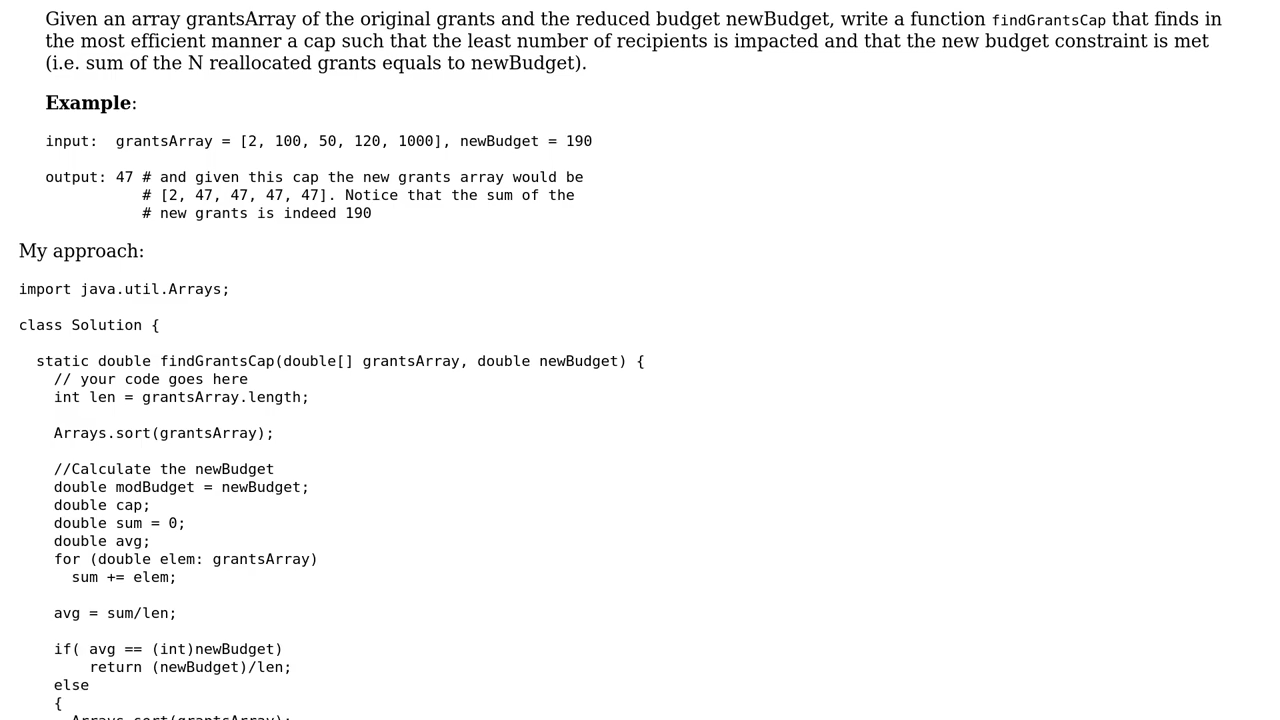 Given an array grantsArray of the original grants and the reduced budget newBudget, write a function findGrantsCap that finds in
the most efficient manner a cap such that the least number of recipients is impacted and that the new budget constraint is met
(i.e. sum of the N reallocated grants equals to newBudget).
Example:
input:  grantsArray = [2, 100, 50, 120, 1000], newBudget = 190
output: 47 # and given this cap the new grants array would be
# [2, 47, 47, 47, 47]. Notice that the sum of the
# new grants is indeed 190
My approach:
import java.util.Arrays;
class Solution {
static double findGrantsCap(double[] grantsArray, double newBudget) {
// your code goes here
int len = grantsArray.length;
Arrays.sort(grantsArray);
//Calculate the newBudget
double modBudget = newBudget;
double cap;
double sum = 0;
double avg;
for (double elem: grantsArray)
sum += elem;
avg = sum/len;
if( avg == (int)newBudget)
return (newBudget)/len;
else
{
Arrays.sort(grantsArray);